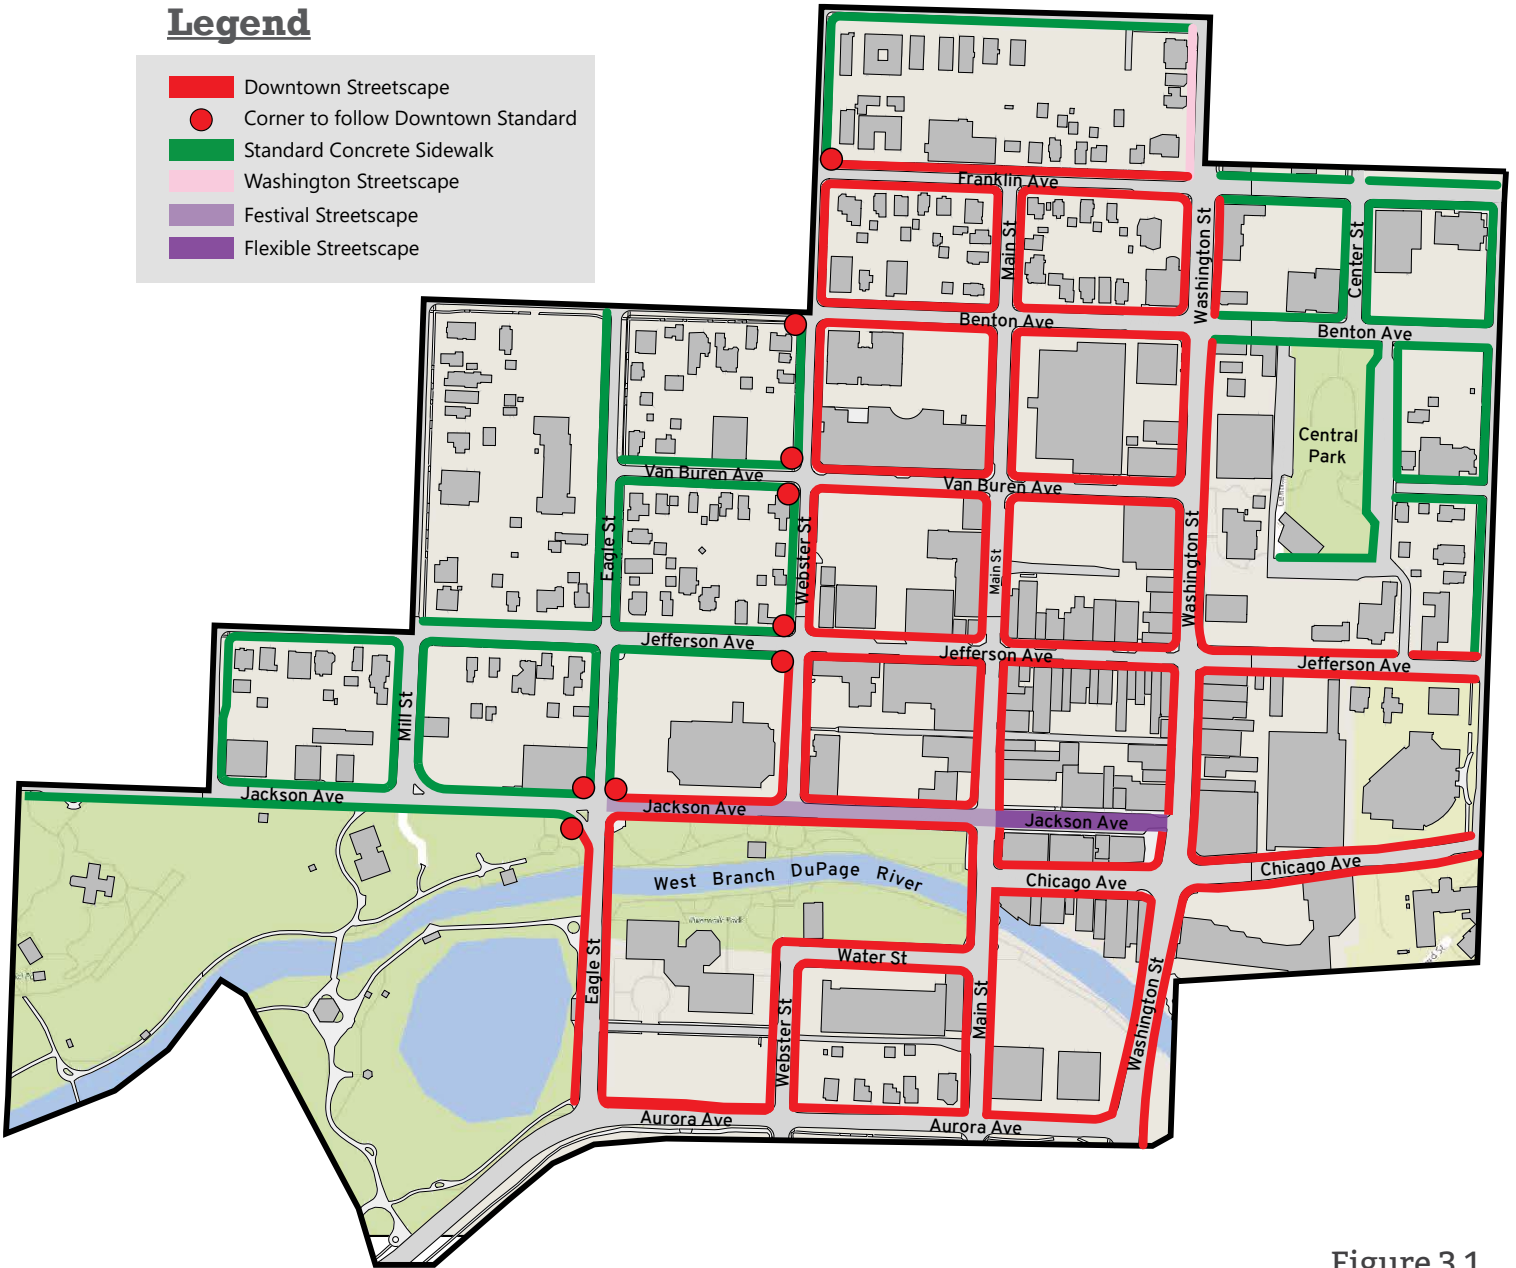 Legend
Downtown Streetscape
Corner to follow Downtown Standard
Standard Concrete Sidewalk
Washington Streetscape
Festival Streetscape
Flexible Streetscape
Franklin Ave
Main St
Washington St
Center St
Benton Ave
Benton Ave
Central
Park
Van Buren Ave
Van Buren Ave
Eagle St
Webster St
Main St
Washington St
Jefferson Ave
Jefferson Ave
Jefferson Ave
Mill St
Jackson Ave
Jackson Ave
Jackson Ave
Chicago Ave
Chicago Ave
West Branch DuPage River
Water St
Eagle St
Webster St
Main St
Washington St
Aurora Ave
Aurora Ave
Figure 3.1